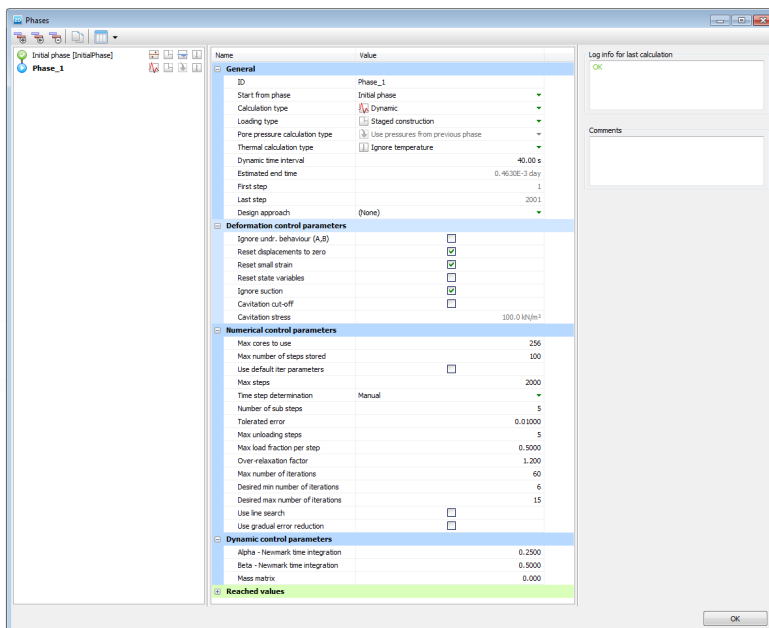 Phases
Initial phase [InitialPhase]
Phase_1
Name Value
General
ID Phase_1
Start from phase Initial phase
Calculation type Dynamic
Loading type Staged construction
Pore pressure calculation type Use pressures from previous phase
Thermal calculation type Ignore temperature
Dynamic time interval 40.00 s
Estimated end time 0.4630E-3 day
First step 1
Last step 2001
Design approach (None)
Deformation control parameters
Ignore undr. behaviour (A,B)
Reset displacements to zero
Reset small strain
Reset state variables
Ignore suction
Cavitation cut-off
Cavitation stress 100.0 kN/m²
Numerical control parameters
Max cores to use 256
Max number of steps stored 100
Use default iter parameters
Max steps 2000
Time step determination Manual
Number of sub steps 5
Tolerated error 0.01000
Max unloading steps 5
Max load fraction per step 0.5000
Over-relaxation factor 1.200
Max number of iterations 60
Desired min number of iterations 6
Desired max number of iterations 15
Use line search
Use gradual error reduction
Dynamic control parameters
Alpha - Newmark time integration 0.2500
Beta - Newmark time integration 0.5000
Mass matrix 0.000
Reached values
Log info for last calculation
OK
Comments
OK